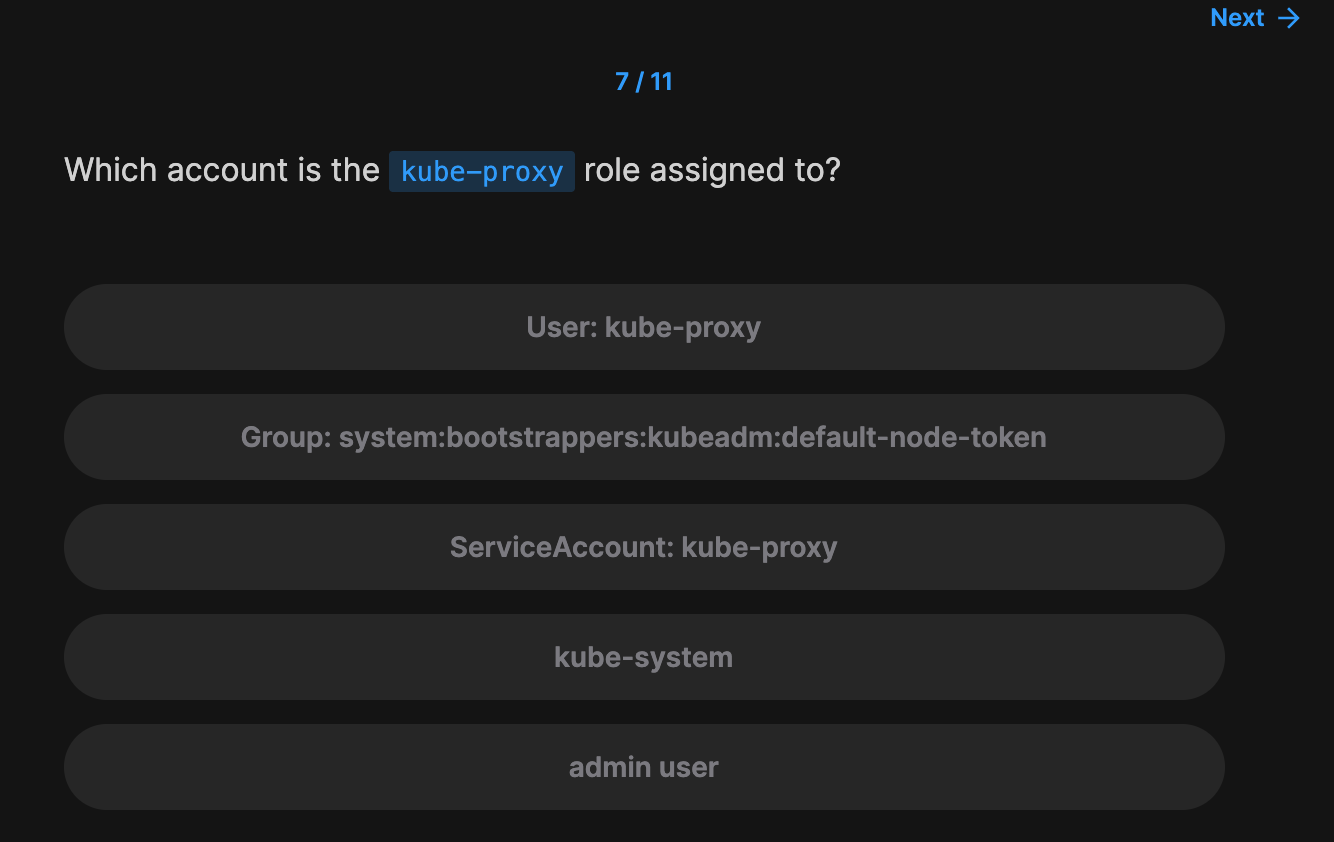 Next →
7 / 11
Which account is the kube-proxy role assigned to?
User: kube-proxy
Group: system:bootstrappers:kubeadm:default-node-token
ServiceAccount: kube-proxy
kube-system
admin user